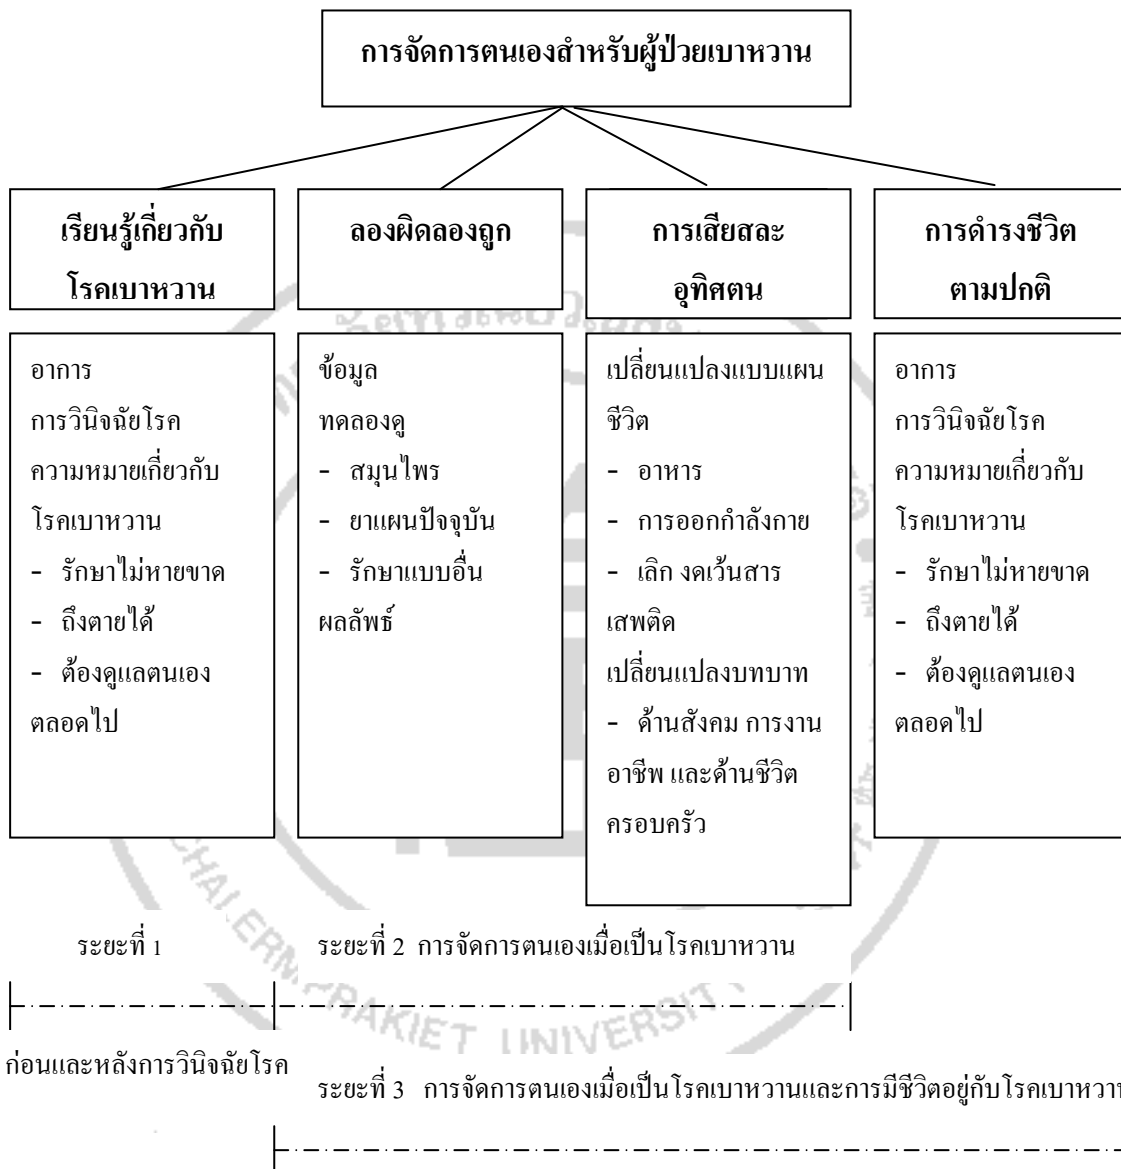 การจัดการตนเองสำหรับผู้ป่วยเบาหวาน
เรียนรู้เกี่ยวกับ
โรคเบาหวาน
อาการ
การวินิจฉัยโรค
ความหมายเกี่ยวกับ
โรคเบาหวาน
- รักษาไม่หายขาด
- ถึงตายได้
- ต้องดูแลตนเอง
ตลอดไป
ลองผิดลองถูก
ข้อมูล
ทดลองดู
- สมุนไพร
- ยาแผนปัจจุบัน
- รักษาแบบอื่น
ผลลัพธ์
การเสียสละ
อุทิศตน
เปลี่ยนแปลงแบบแผน
ชีวิต
- อาหาร
- การออกกำลังกาย
- เลิก งดเว้นสาร
เสพติด
เปลี่ยนแปลงบทบาท
- ด้านสังคม การงาน
อาชีพ และด้านชีวิต
ครอบครัว
การดำรงชีวิต
ตามปกติ
อาการ
การวินิจฉัยโรค
ความหมายเกี่ยวกับ
โรคเบาหวาน
- รักษาไม่หายขาด
- ถึงตายได้
- ต้องดูแลตนเอง
ตลอดไป
ระยะที่ 1
ระยะที่ 2 การจัดการตนเองเมื่อเป็นโรคเบาหวาน
ก่อนและหลังการวินิจฉัยโรค
ระยะที่ 3 การจัดการตนเองเมื่อเป็นโรคเบาหวานและการมีชีวิตอยู่กับโรคเบาหวาน
CHALERMPRAKIET UNIVERSITY